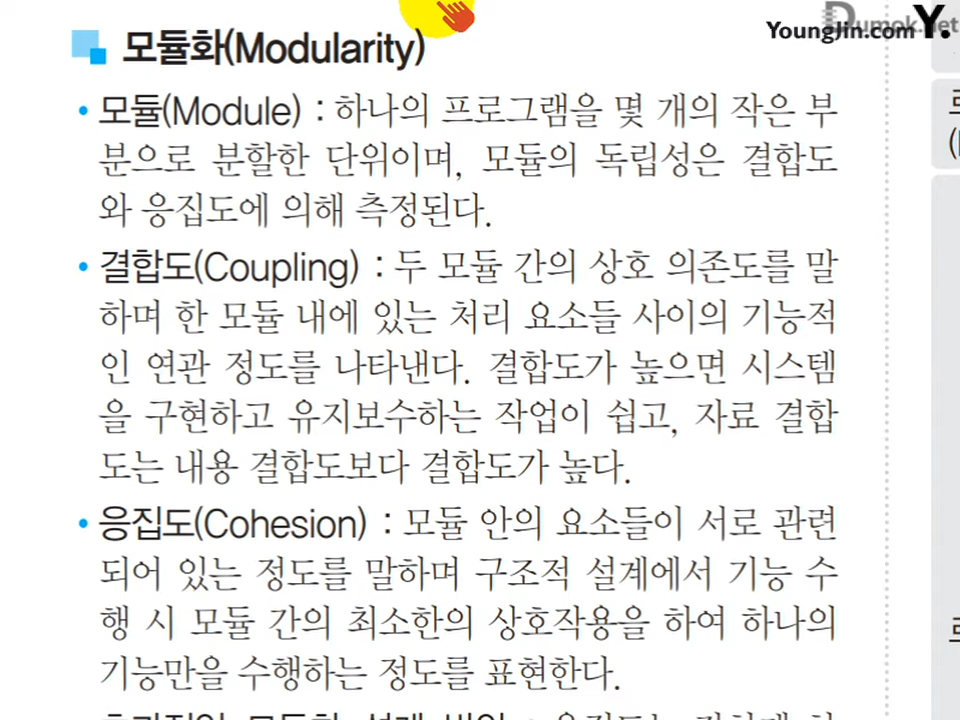 Dumok.net
YoungJin.com Y.
모듈화(Modularity)
• 모듈(Module) : 하나의 프로그램을 몇 개의 작은 부
분으로 분할한 단위이며, 모듈의 독립성은 결합도
와 응집도에 의해 측정된다.
• 결합도(Coupling) : 두 모듈 간의 상호 의존도를 말
하며 한 모듈 내에 있는 처리 요소들 사이의 기능적
인 연관 정도를 나타낸다. 결합도가 높으면 시스템
을 구현하고 유지보수하는 작업이 쉽고, 자료 결합
도는 내용 결합도보다 결합도가 높다.
• 응집도(Cohesion) : 모듈 안의 요소들이 서로 관련
되어 있는 정도를 말하며 구조적 설계에서 기능 수
행 시 모듈 간의 최소한의 상호작용을 하여 하나의
기능만을 수행하는 정도를 표현한다.